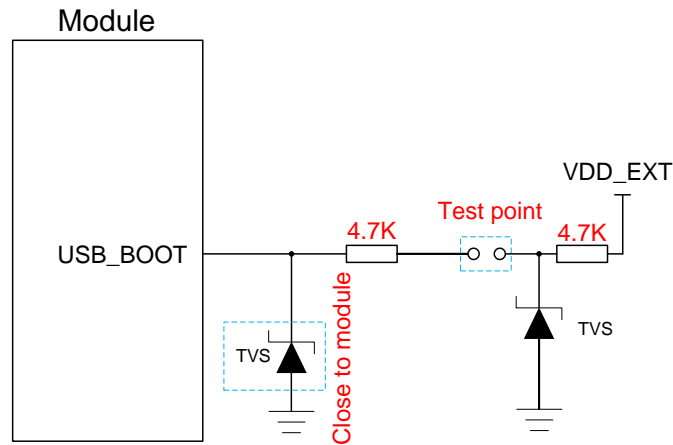 Module
VDD_EXT
Test point
4.7K
4.7K
USB_BOOT
TVS
Close to module
TVS